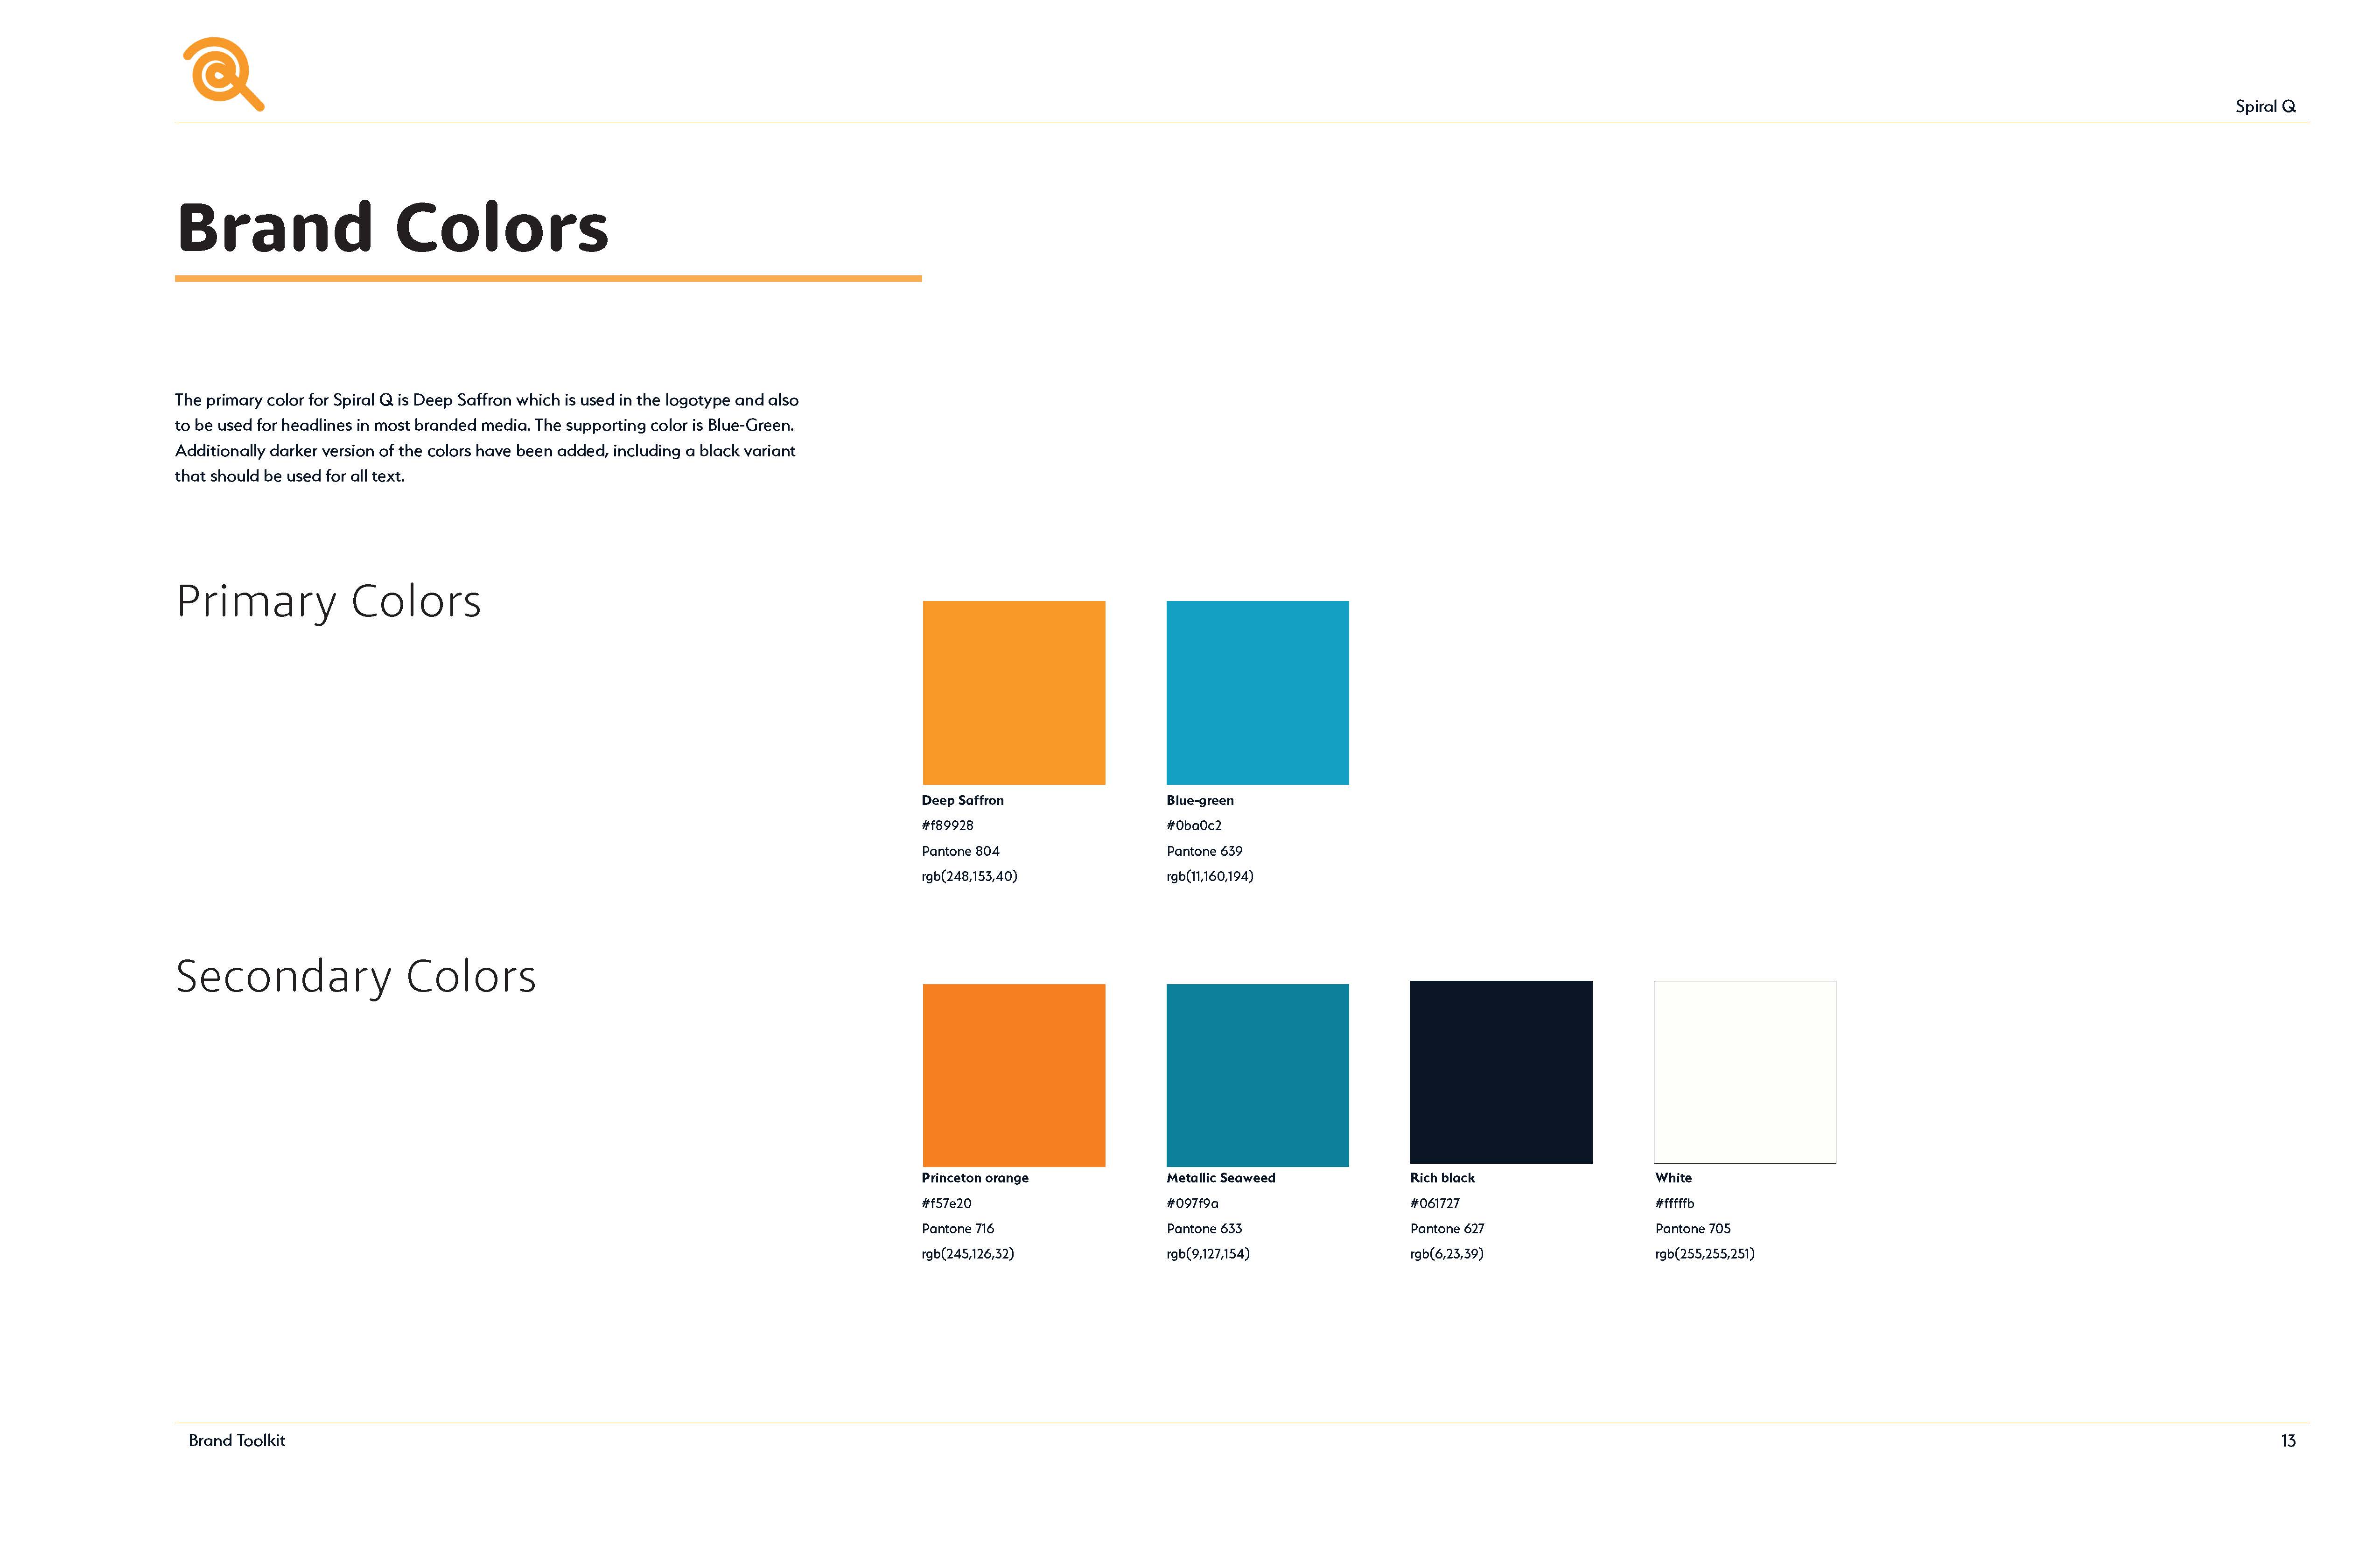 Spiral Q
Brand Colors
The primary color for Spiral Q is Deep Saffron which is used in the logotype and also
to be used for headlines in most branded media. The supporting color is Blue-Green.
Additionally darker version of the colors have been added, including a black variant
that should be used for all text.
Primary Colors
Deep Saffron
#f89928
Pantone 804
rgb(248,153,40)
Blue-green
#0ba0c2
Pantone 639
rgb(11,160,194)
Secondary Colors
Princeton orange
#f57e20
Pantone 716
rgb(245,126,32)
Metallic Seaweed
#097f9a
Pantone 633
rgb(9,127,154)
Rich black
#061727
Pantone 627
rgb(6,23,39)
White
#fffffb
Pantone 705
rgb(255,255,251)
Brand Toolkit
13